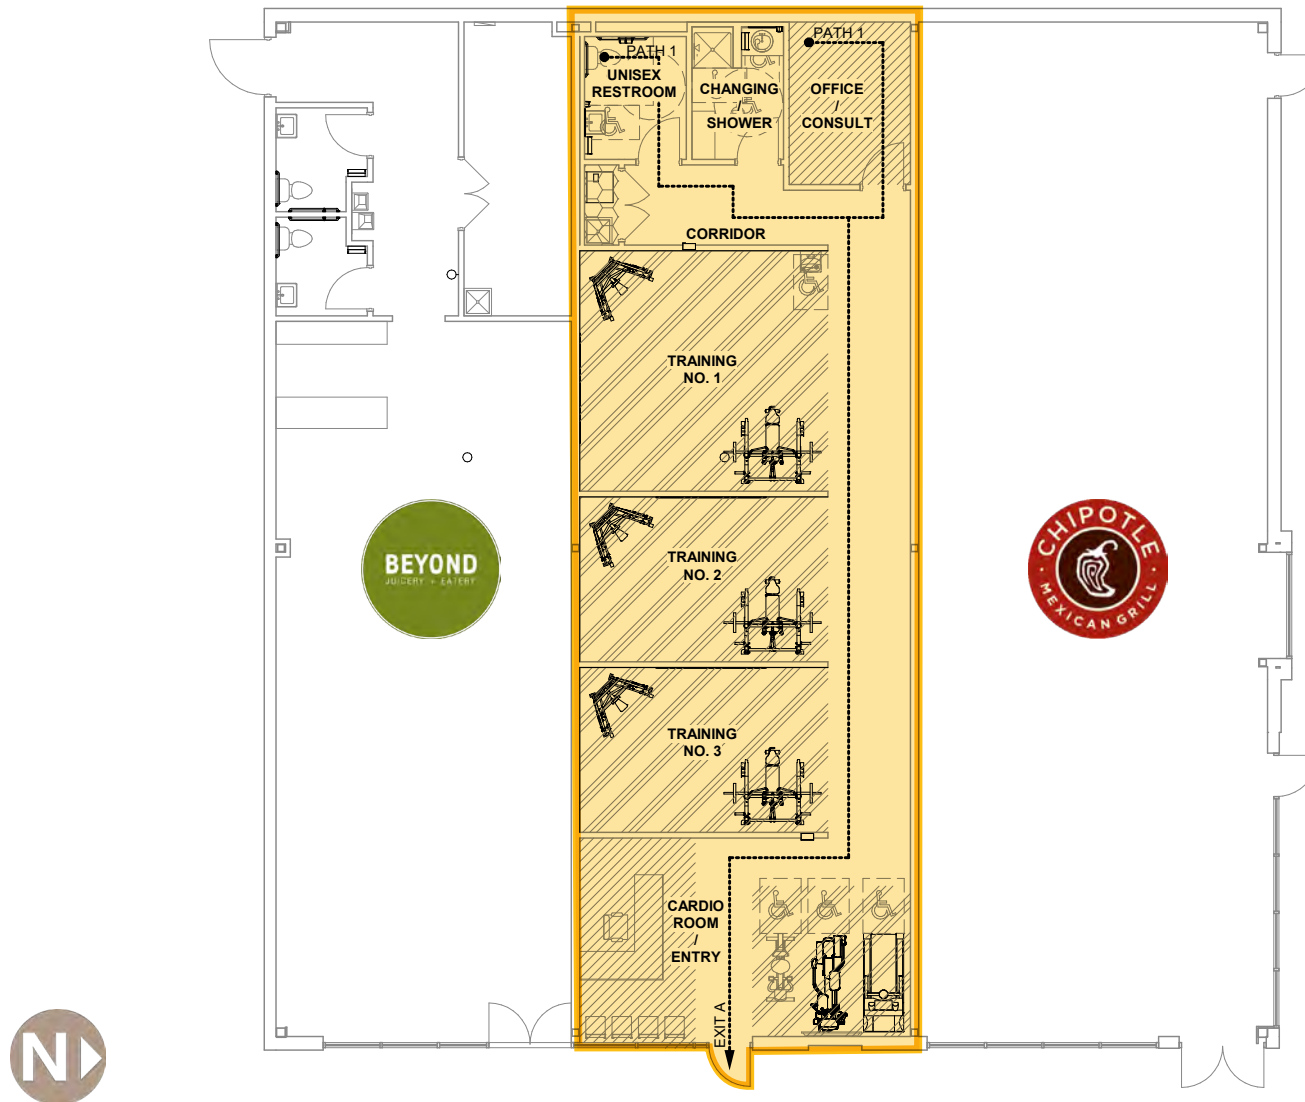 PATH 1
UNISEX
RESTROOM
CHANGING
/
SHOWER
PATH 1
OFFICE
/
CONSULT
CORRIDOR
TRAINING
NO. 1
BEYOND
JUICERY + EATERY
TRAINING
NO. 2
CHIPOTLE
MEXICAN GRILL
TRAINING
NO. 3
CARDIO
ROOM
/
ENTRY
EXIT A
N